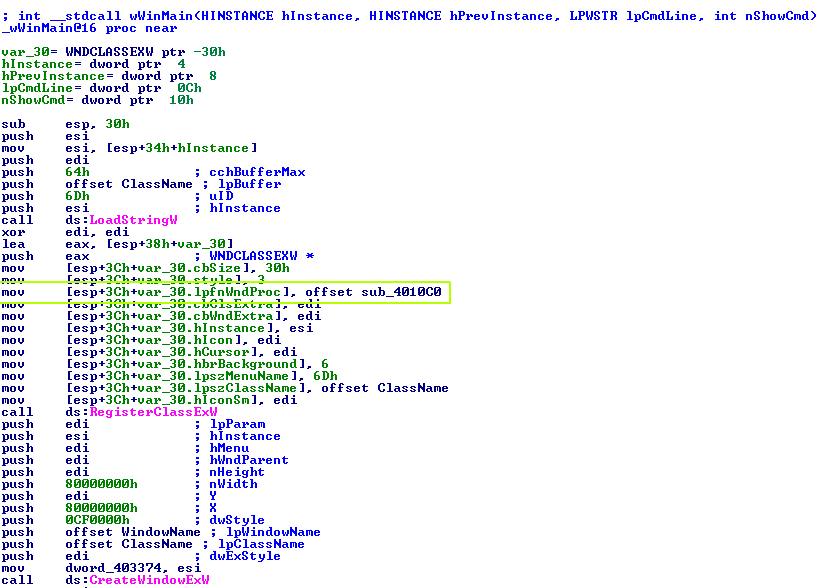 ; int __stdcall wWinMain(HINSTANCE hInstance, HINSTANCE hPrevInstance, LPWSTR lpCmdLine, int nShowCmd)
_wWinMain@16 proc near
var_30= WNDCLASSEXW ptr -30h
hInstance= dword ptr  4
hPrevInstance= dword ptr  8
lpCmdLine= dword ptr  0Ch
nShowCmd= dword ptr  10h
sub     esp, 30h
push    esi
mov     esi, [esp+34h+hInstance]
push    edi
push    64h             ; cchBufferMax
push    offset ClassName ; lpBuffer
push    6Dh             ; uID
push    esi             ; hInstance
call    ds:LoadStringW
xor     edi, edi
lea     eax, [esp+38h+var_30]
push    eax             ; WNDCLASSEXW *
mov     [esp+3Ch+var_30.cbSize], 30h
mov     [esp+3Ch+var_30.style], 3
mov     [esp+3Ch+var_30.lpfnWndProc], offset sub_4010C0
mov     [esp+3Ch+var_30.cbClsExtra], edi
mov     [esp+3Ch+var_30.cbWndExtra], edi
mov     [esp+3Ch+var_30.hInstance], esi
mov     [esp+3Ch+var_30.hIcon], edi
mov     [esp+3Ch+var_30.hCursor], edi
mov     [esp+3Ch+var_30.hbrBackground], 6
mov     [esp+3Ch+var_30.lpszMenuName], 6Dh
mov     [esp+3Ch+var_30.lpszClassName], offset ClassName
mov     [esp+3Ch+var_30.hIconSm], edi
call    ds:RegisterClassExW
push    edi             ; lpParam
push    esi             ; hInstance
push    edi             ; hMenu
push    edi             ; hWndParent
push    edi             ; nHeight
push    80000000h       ; nWidth
push    edi             ; Y
push    80000000h       ; X
push    0CF0000h        ; dwStyle
push    offset WindowName ; lpWindowName
push    offset ClassName ; lpClassName
push    edi             ; dwExStyle
mov     dword_403374, esi
call    ds:CreateWindowExW